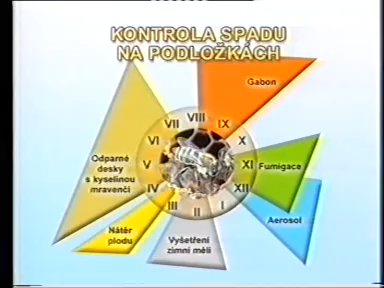 KONTROLA SPADU
NA PODLOŽKÁCH
Gabon
VIII
IX
VII
X
VI
XI
V
XII
IV
I
III
II
Fumigace
Odparné
desky
s kyselinou
mravenčí
Aerosol
Nátěr
plodu
Vyšetření
zimní měli